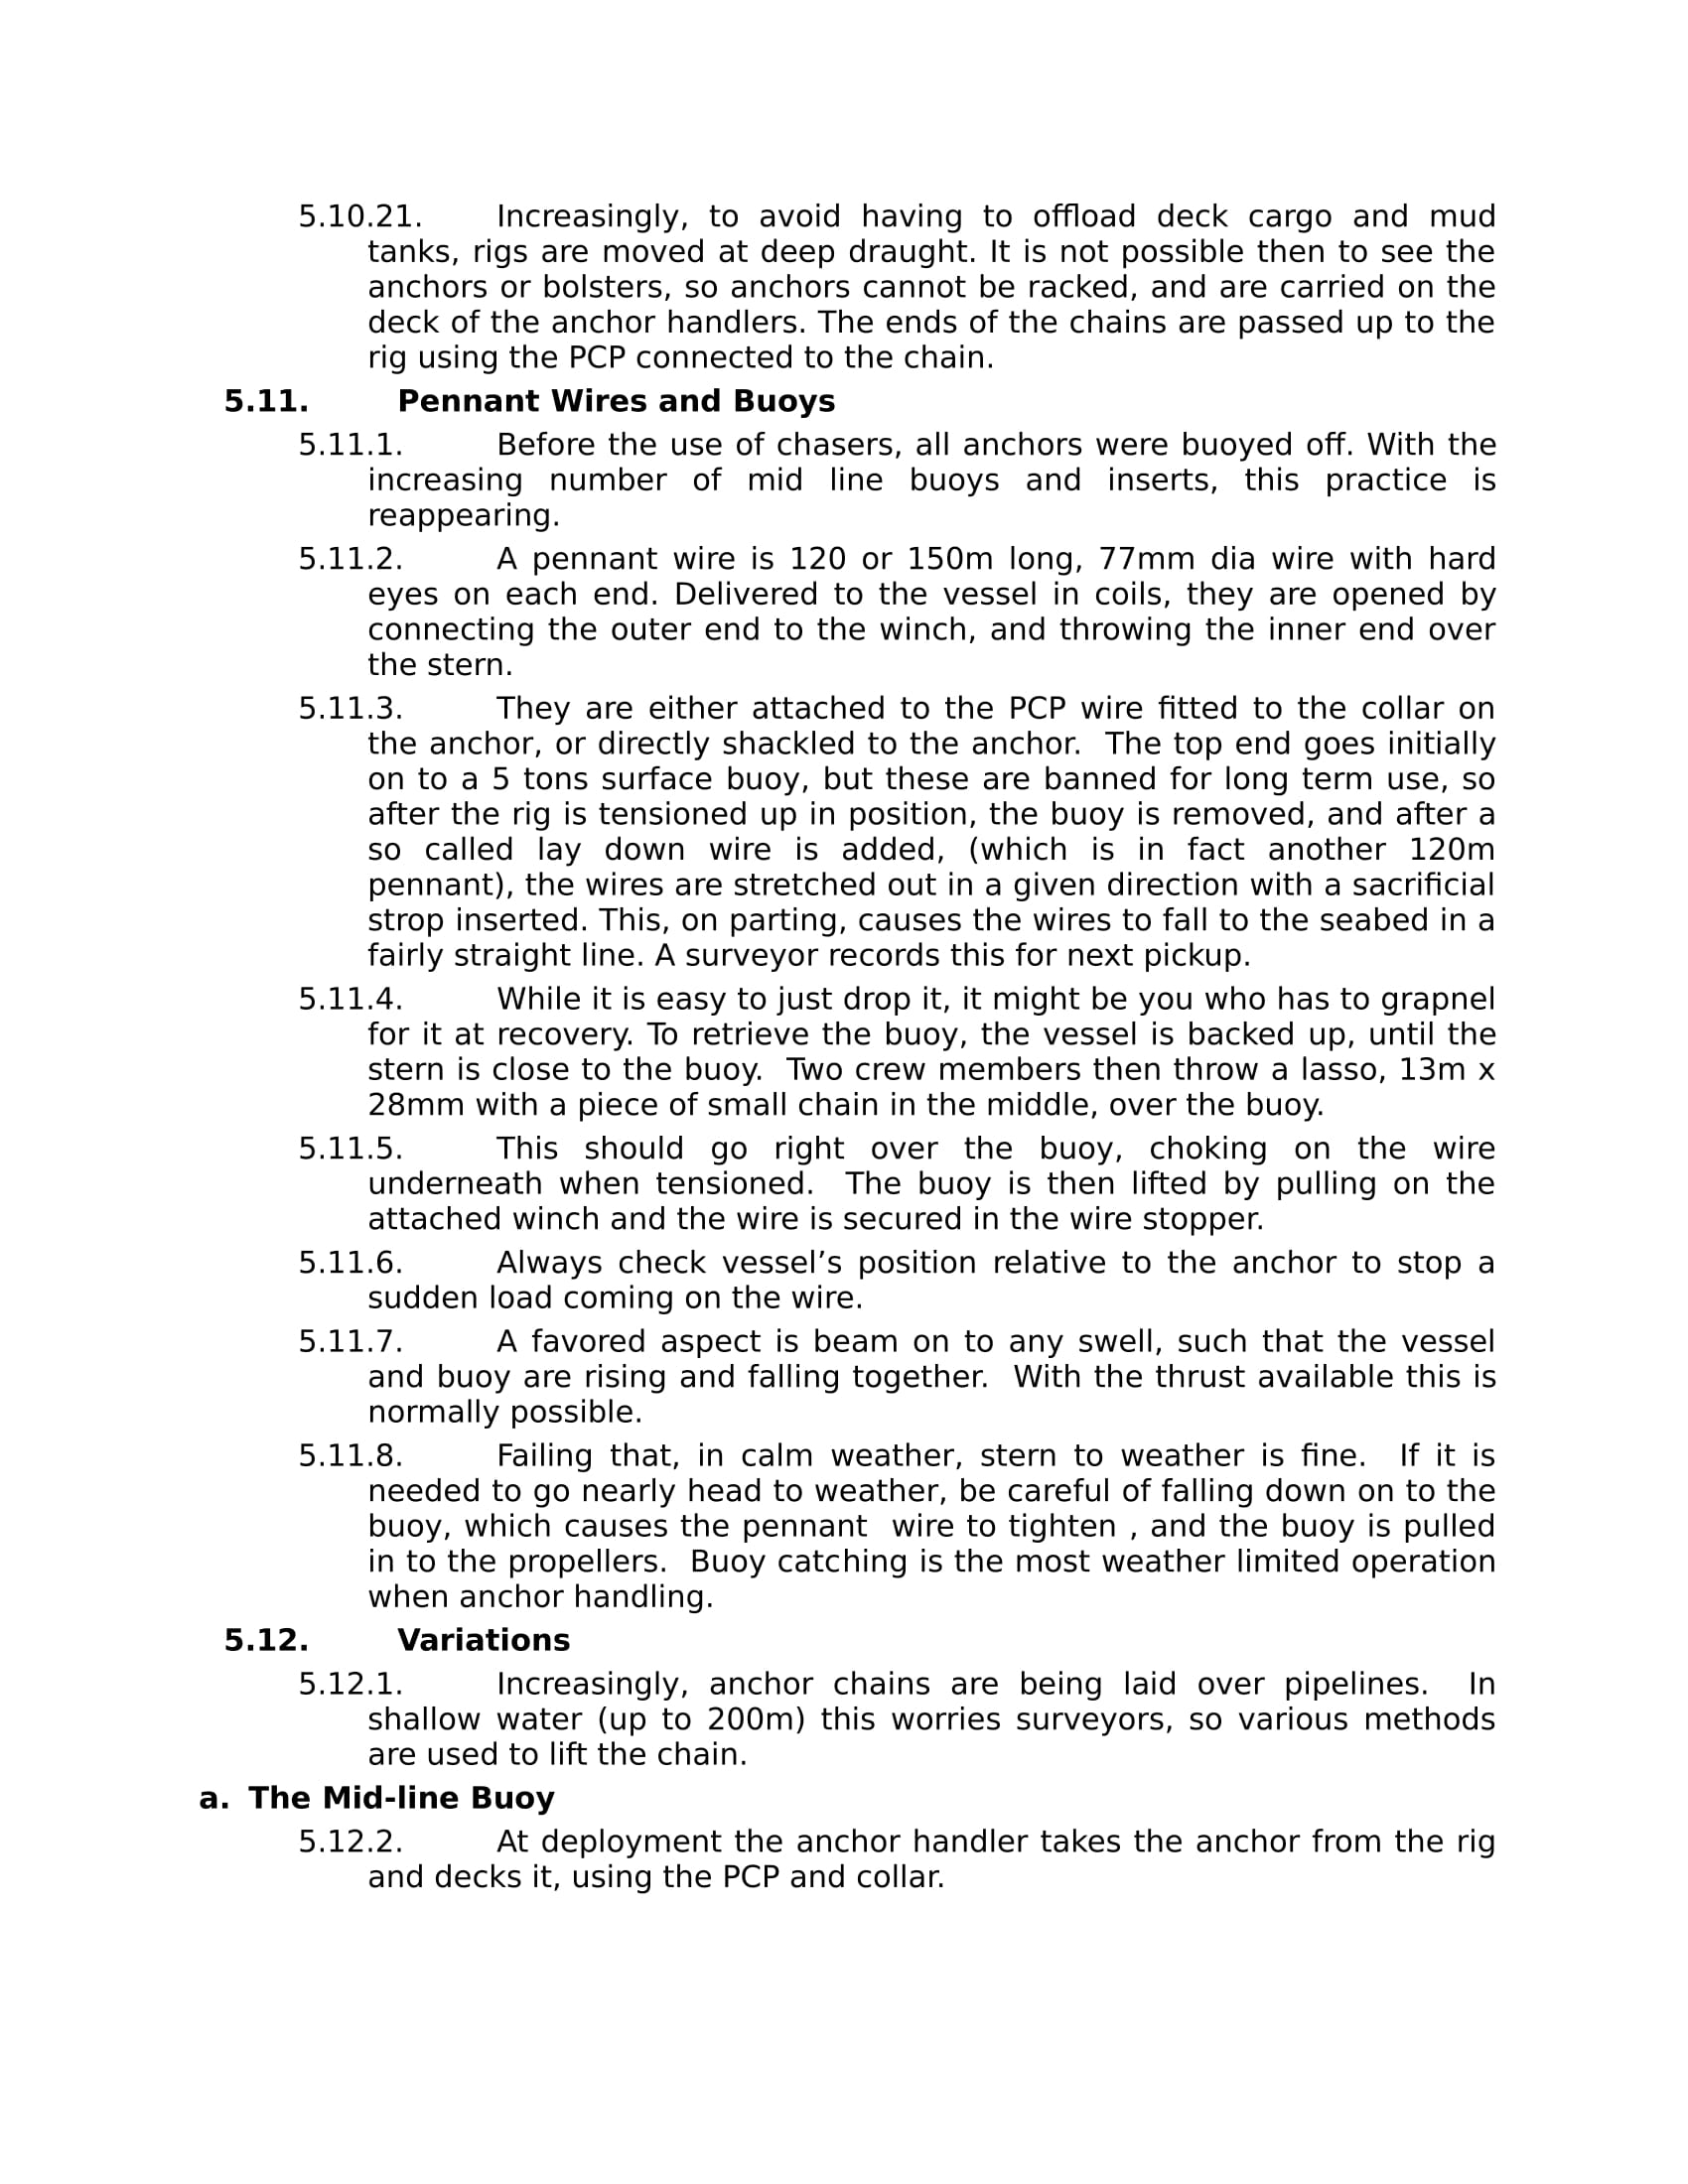 5.10.21. Increasingly, to avoid having to offload deck cargo and mud
tanks, rigs are moved at deep draught. It is not possible then to see the
anchors or bolsters, so anchors cannot be racked, and are carried on the
deck of the anchor handlers. The ends of the chains are passed up to the
rig using the PCP connected to the chain.
5.11. Pennant Wires and Buoys
5.11.1. Before the use of chasers, all anchors were buoyed off. With the
increasing number of mid line buoys and inserts, this practice is
reappearing.
5.11.2. A pennant wire is 120 or 150m long, 77mm dia wire with hard
eyes on each end. Delivered to the vessel in coils, they are opened by
connecting the outer end to the winch, and throwing the inner end over
the stern.
5.11.3. They are either attached to the PCP wire fitted to the collar on
the anchor, or directly shackled to the anchor.  The top end goes initially
on to a 5 tons surface buoy, but these are banned for long term use, so
after the rig is tensioned up in position, the buoy is removed, and after a
so called lay down wire is added, (which is in fact another 120m
pennant), the wires are stretched out in a given direction with a sacrificial
strop inserted. This, on parting, causes the wires to fall to the seabed in a
fairly straight line. A surveyor records this for next pickup.
5.11.4. While it is easy to just drop it, it might be you who has to grapnel
for it at recovery. To retrieve the buoy, the vessel is backed up, until the
stern is close to the buoy.  Two crew members then throw a lasso, 13m x
28mm with a piece of small chain in the middle, over the buoy.
5.11.5. This should go right over the buoy, choking on the wire
underneath when tensioned.  The buoy is then lifted by pulling on the
attached winch and the wire is secured in the wire stopper.
5.11.6. Always check vessel’s position relative to the anchor to stop a
sudden load coming on the wire.
5.11.7. A favored aspect is beam on to any swell, such that the vessel
and buoy are rising and falling together.  With the thrust available this is
normally possible.
5.11.8. Failing that, in calm weather, stern to weather is fine.  If it is
needed to go nearly head to weather, be careful of falling down on to the
buoy, which causes the pennant  wire to tighten , and the buoy is pulled
in to the propellers.  Buoy catching is the most weather limited operation
when anchor handling.
5.12. Variations
5.12.1. Increasingly, anchor chains are being laid over pipelines.  In
shallow water (up to 200m) this worries surveyors, so various methods
are used to lift the chain.
a. The Mid-line Buoy
5.12.2. At deployment the anchor handler takes the anchor from the rig
and decks it, using the PCP and collar.